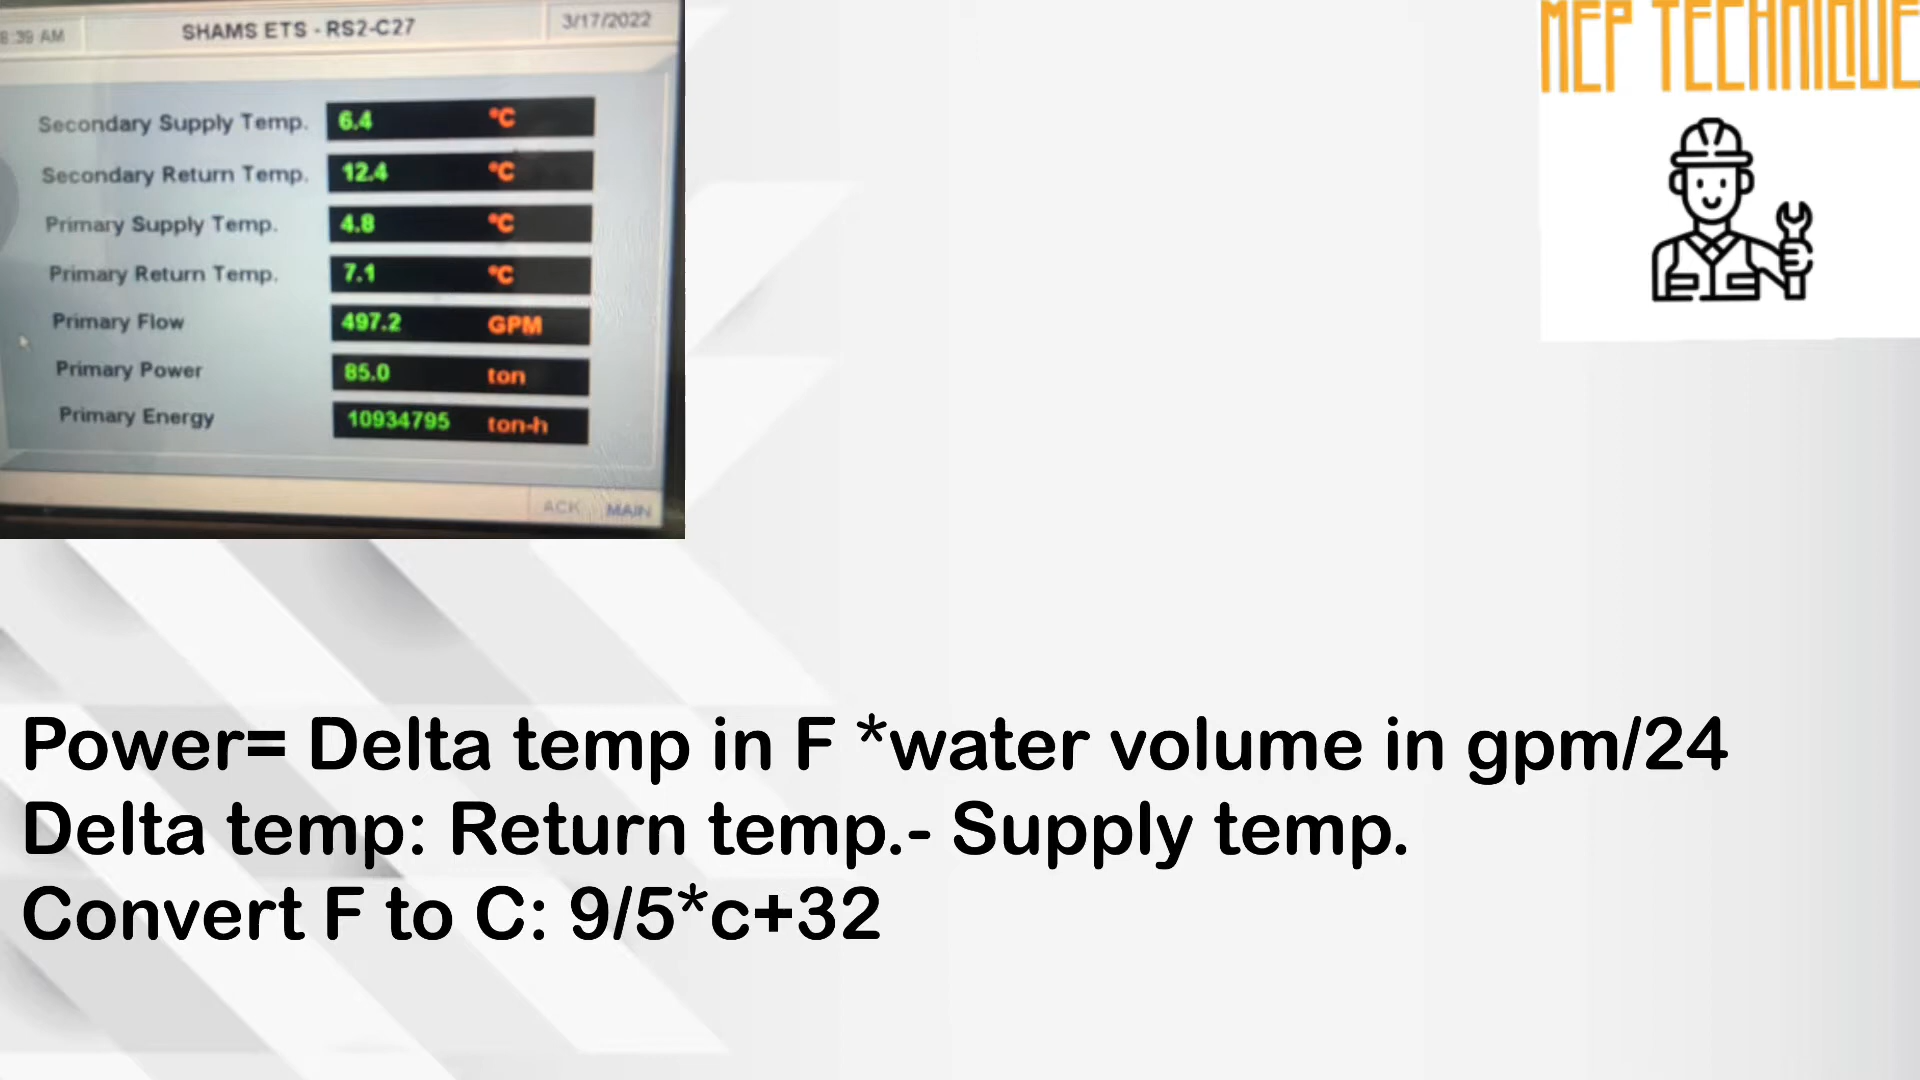 8:39 AM SHAMS ETS - RS2-C27 3/17/2022
MEP TECHNIQUE
Secondary Supply Temp. 6.4 °C
Secondary Return Temp. 12.4 °C
Primary Supply Temp. 4.8 °C
Primary Return Temp. 7.1 °C
Primary Flow 497.2 GPM
Primary Power 85.0 ton
Primary Energy 10934795 ton-h
ACK MAIN
Power= Delta temp in F *water volume in gpm/24
Delta temp: Return temp.- Supply temp.
Convert F to C: 9/5*c+32